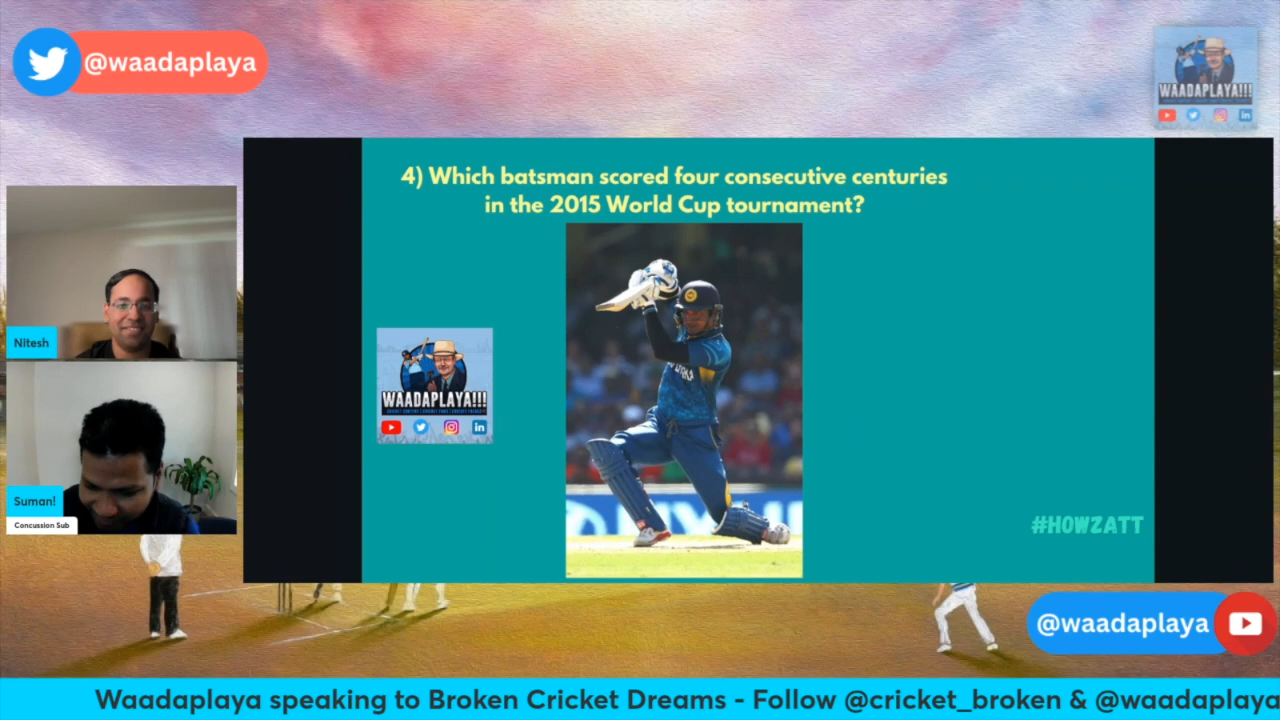 @waadaplaya
WAADAPLAYA!!!
4) Which batsman scored four consecutive centuries
in the 2015 World Cup tournament?
Nitesh
WAADAPLAYA!!!
Suman!
Concussion Sub
#HOWZATT
@waadaplaya
Waadaplaya speaking to Broken Cricket Dreams - Follow @cricket_broken & @waadaplaya